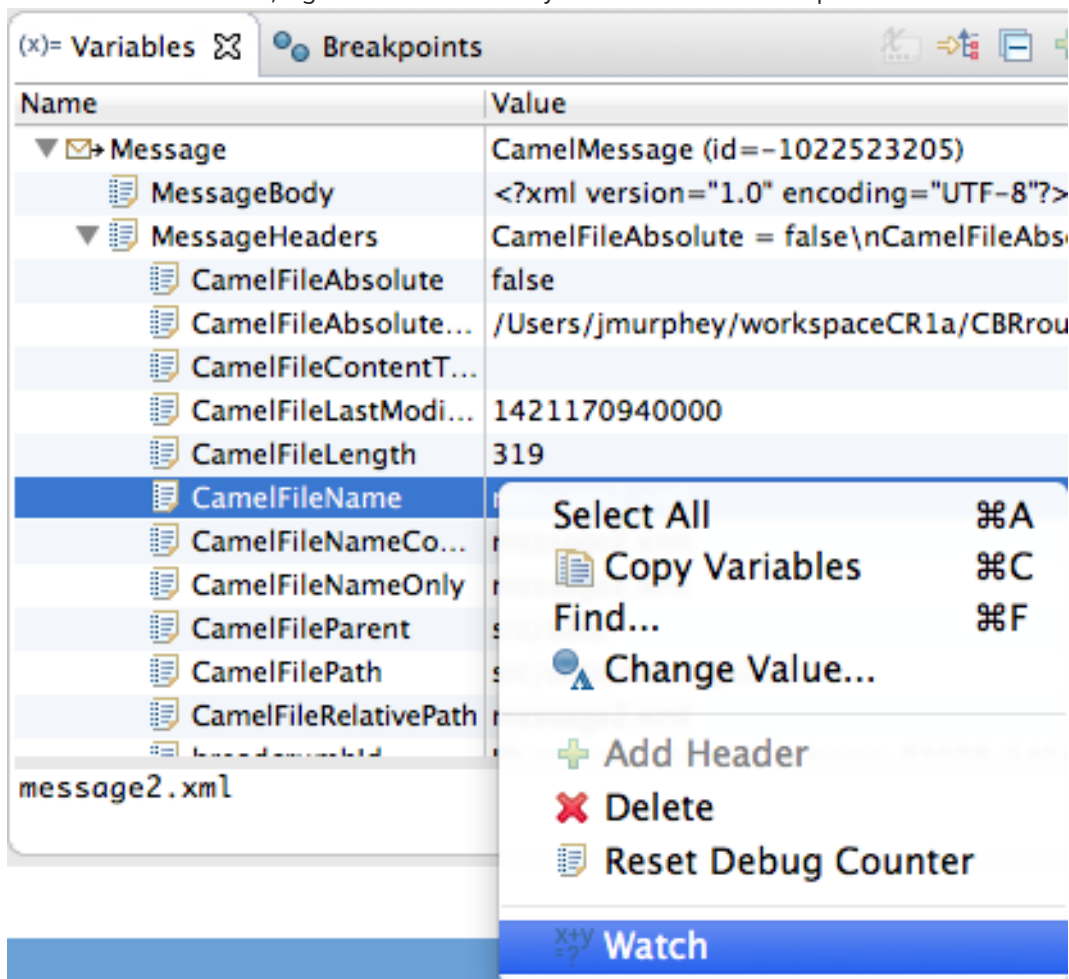 (x)= Variables Breakpoints
Name Value
Message CamelMessage (id=-1022523205)
MessageBody <?xml version="1.0" encoding="UTF-8"?>
MessageHeaders CamelFileAbsolute = false\nCamelFileAbs
CamelFileAbsolute false
CamelFileAbsolute... /Users/jmurphey/workspaceCR1a/CBRrou
CamelFileContentT...
CamelFileLastModi... 1421170940000
CamelFileLength 319
CamelFileName
CamelFileNameCo...
CamelFileNameOnly
CamelFileParent
CamelFilePath
CamelFileRelativePath
message2.xml
Select All ⌘A
Copy Variables ⌘C
Find... ⌘F
Change Value...
Add Header
Delete
Reset Debug Counter
x+y=? Watch